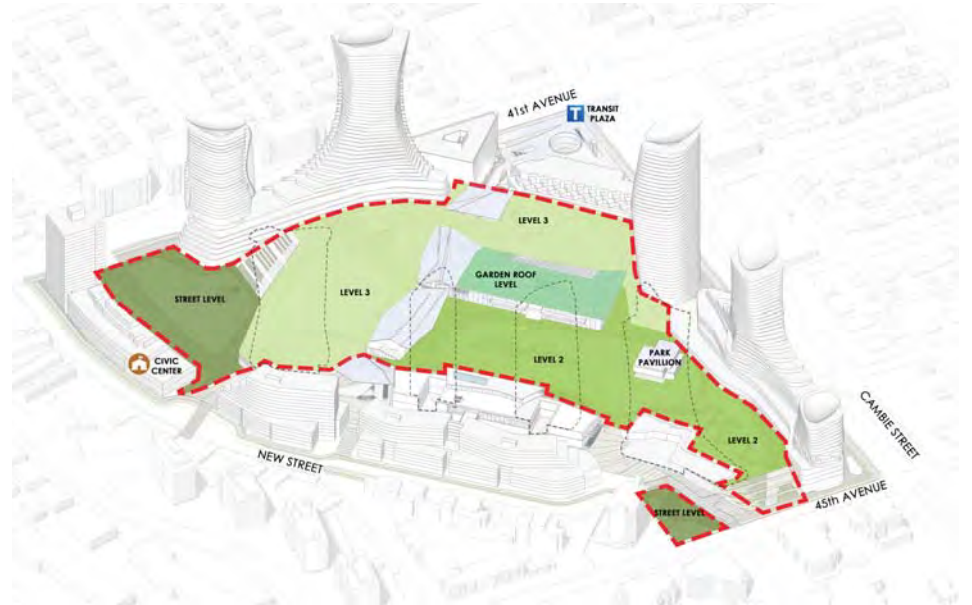 41st AVENUE
T
TRANSIT
PLAZA
LEVEL 3
GARDEN ROOF
LEVEL
STREET LEVEL
LEVEL 3
CIVIC
CENTER
LEVEL 2
PARK
PAVILLION
CAMBIE STREET
LEVEL 2
NEW STREET
45th AVENUE
STREET LEVEL